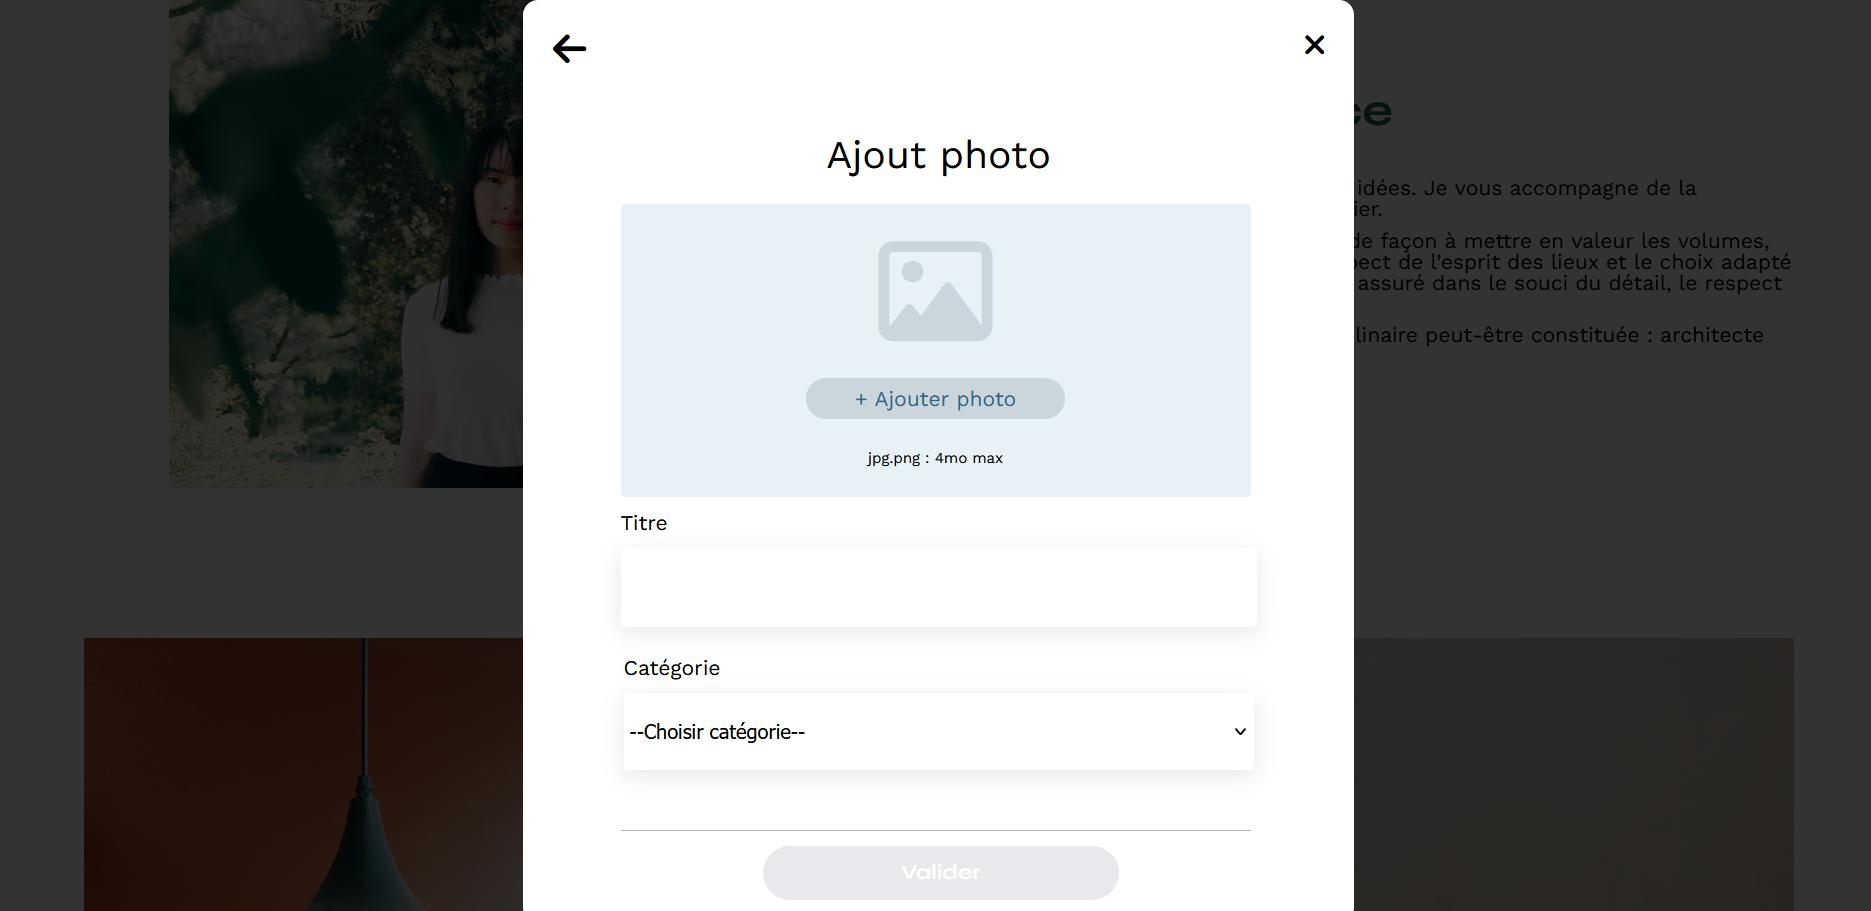 Ajout photo
+ Ajouter photo
jpg.png : 4mo max
Titre
Catégorie
--Choisir catégorie--
Valider
ce
idées. Je vous accompagne de la
ier.
de façon à mettre en valeur les volumes,
pect de l’esprit des lieux et le choix adapté
assuré dans le souci du détail, le respect
linaire peut-être constituée : architecte